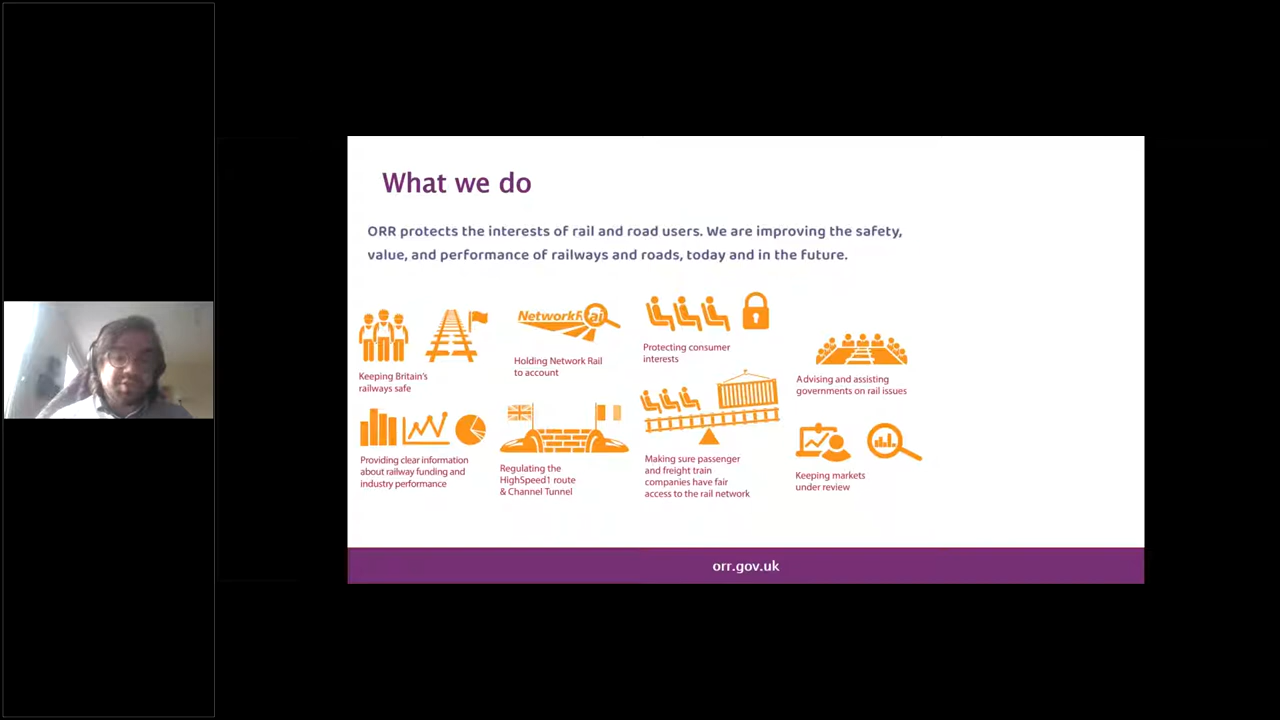 What we do
ORR protects the interests of rail and road users. We are improving the safety,
value, and performance of railways and roads, today and in the future.
Keeping Britain's
railways safe
NetworkRail
Holding Network Rail
to account
Protecting consumer
interests
Advising and assisting
governments on rail issues
Providing clear information
about railway funding and
industry performance
Regulating the
HighSpeed1 route
& Channel Tunnel
Making sure passenger
and freight train
companies have fair
access to the rail network
Keeping markets
under review
orr.gov.uk